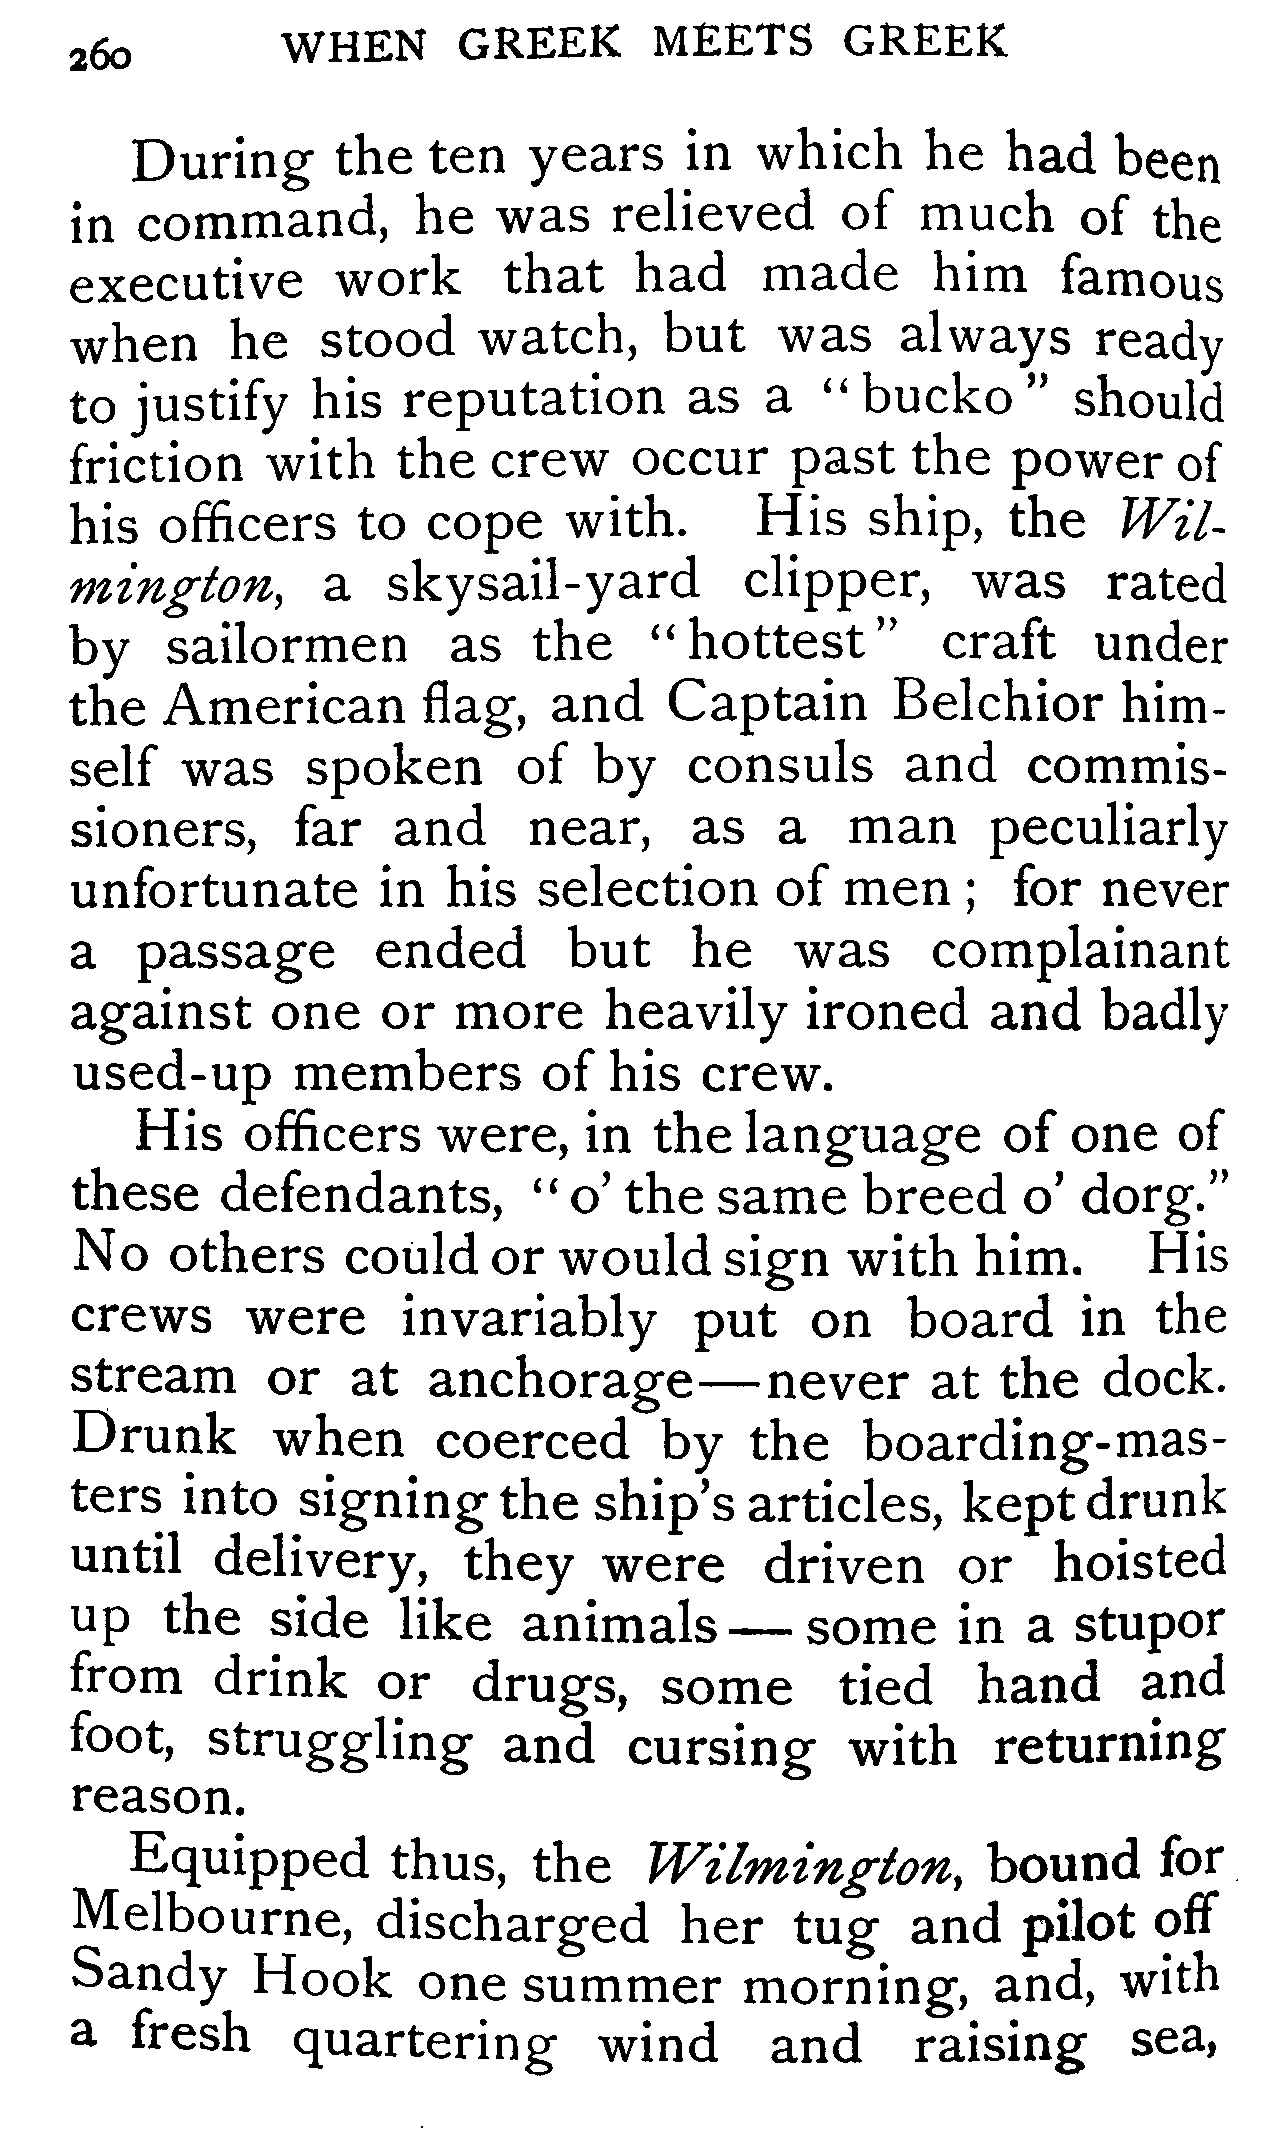 260 WHEN GREEK MEETS GREEK
During the ten years in which he had been
in command, he was relieved of much of the
executive work that had made him famous
when he stood watch, but was always ready
to justify his reputation as a “bucko” should
friction with the crew occur past the power of
his officers to cope with. His ship, the Wil-
mington, a skysail-yard clipper, was rated
by sailormen as the “hottest” craft under
the American flag, and Captain Belchior him-
self was spoken of by consuls and commis-
sioners, far and near, as a man peculiarly
unfortunate in his selection of men ; for never
a passage ended but he was complainant
against one or more heavily ironed and badly
used-up members of his crew.
His officers were, in the language of one of
these defendants, “o’ the same breed o’ dorg.”
No others could or would sign with him. His
crews were invariably put on board in the
stream or at anchorage—never at the dock.
Drunk when coerced by the boarding-mas-
ters into signing the ship’s articles, kept drunk
until delivery, they were driven or hoisted
up the side like animals — some in a stupor
from drink or drugs, some tied hand and
foot, struggling and cursing with returning
reason.
Equipped thus, the Wilmington, bound for
Melbourne, discharged her tug and pilot off
Sandy Hook one summer morning, and, with
a fresh quartering wind and raising sea,